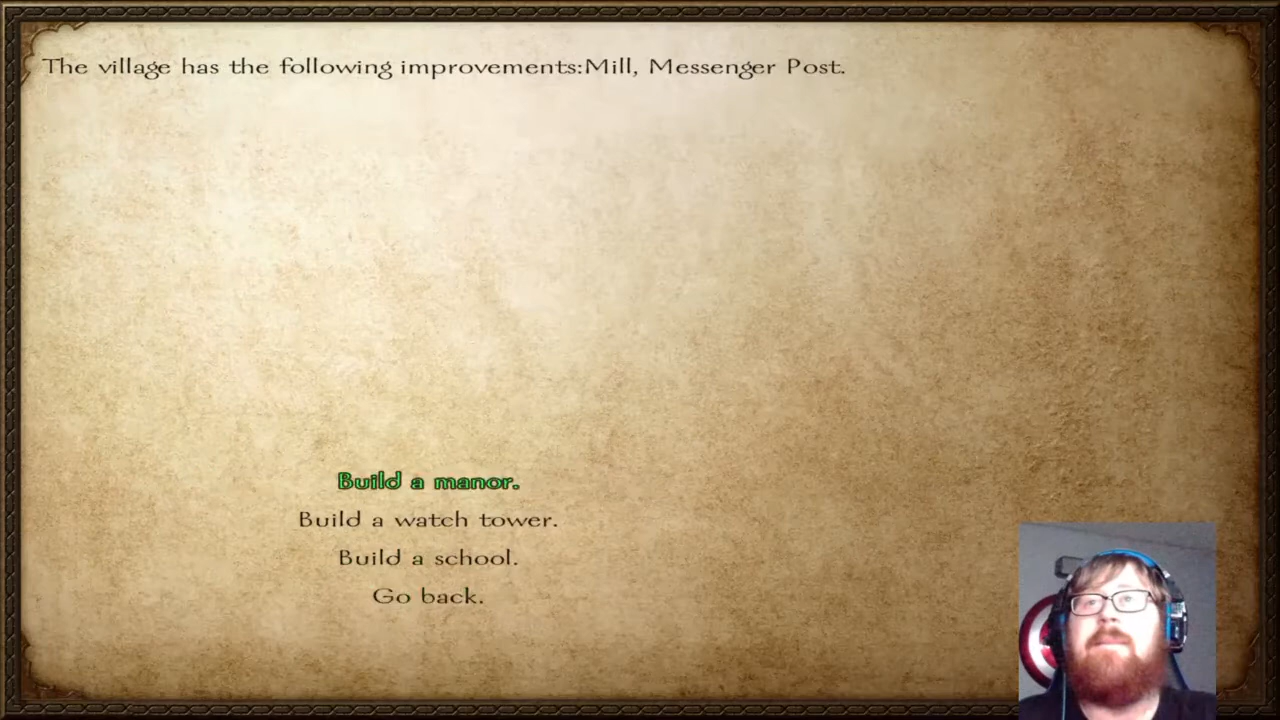 The village has the following improvements:Mill, Messenger Post.
Build a manor.
Build a watch tower.
Build a school.
Go back.